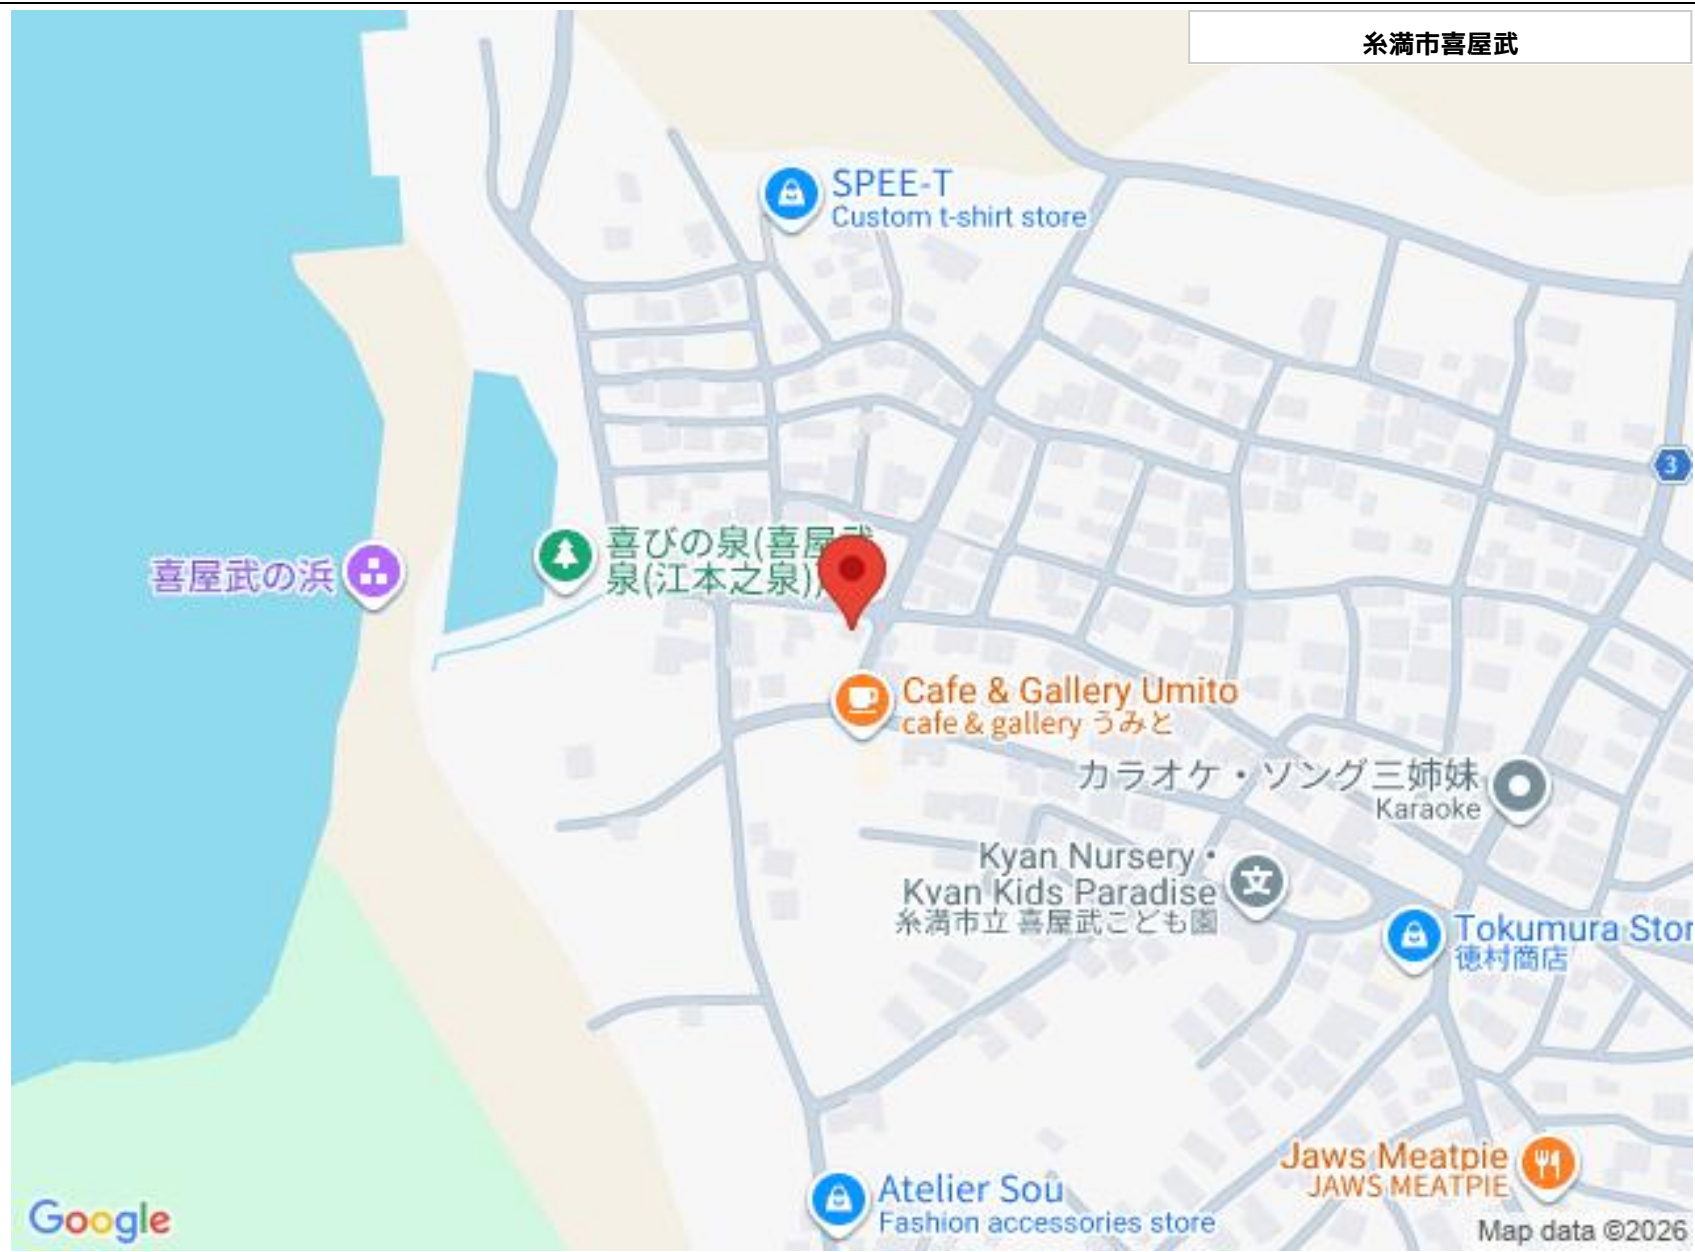 糸満市喜屋武
SPEE-T
Custom t-shirt store
3
喜びの泉(喜屋武
泉(江本之泉))
喜屋武の浜
Cafe & Gallery Umito
cafe & gallery うみと
カラオケ・ソング三姉妹
Karaoke
Kyan Nursery・
Kyan Kids Paradise
糸満市立 喜屋武こども園
Tokumura Stor
徳村商店
Jaws Meatpie
JAWS MEATPIE
Atelier Soû
Fashion accessories store
Google
Map data ©2026